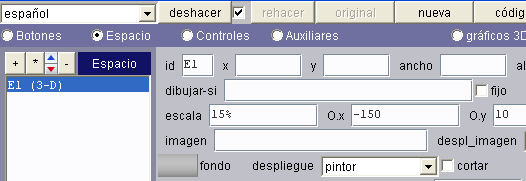 español deshacer rehacer original nueva códig
Botones Espacio Controles Auxiliares gráficos 3D
+ * - Espacio id E1 x y ancho al
E1 (3-D) dibujar-si fijo
escala 15% O.x -150 O.y 10
imagen despl_imagen
fondo despliegue pintor cortar